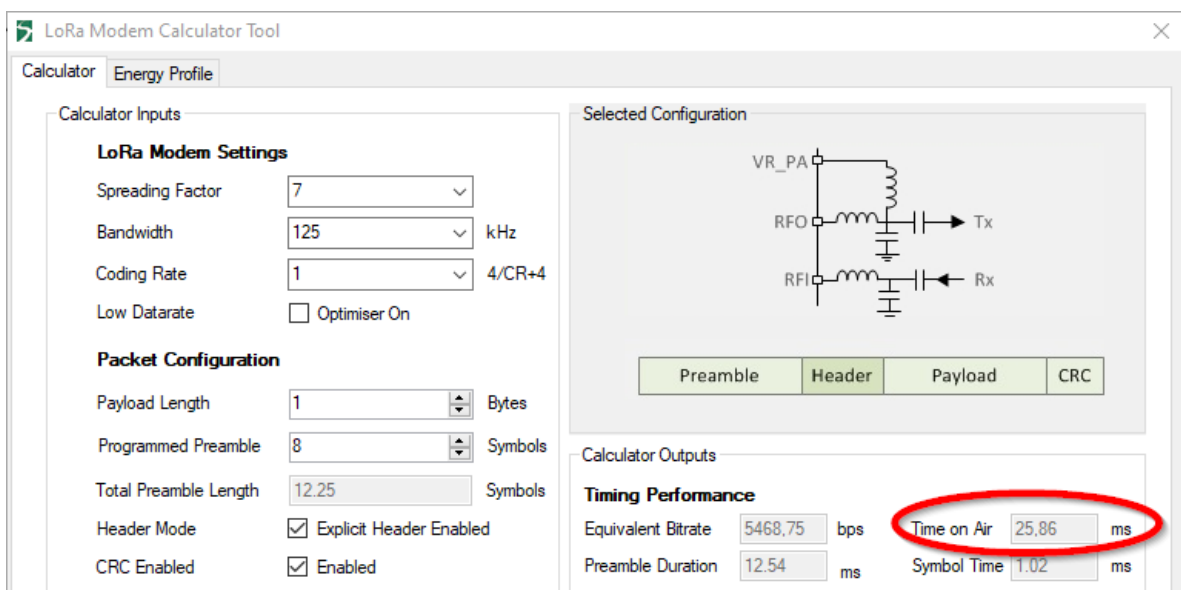 LoRa Modem Calculator Tool
Calculator Energy Profile
Calculator Inputs
LoRa Modem Settings
Spreading Factor 7
Bandwidth 125 kHz
Coding Rate 1 4/CR+4
Low Datarate Optimiser On
Packet Configuration
Payload Length 1 Bytes
Programmed Preamble 8 Symbols
Total Preamble Length 12.25 Symbols
Header Mode Explicit Header Enabled
CRC Enabled Enabled
Selected Configuration
VR_PA
RFO Tx
RFI Rx
Preamble Header Payload CRC
Calculator Outputs
Timing Performance
Equivalent Bitrate 5468,75 bps Time on Air 25,86 ms
Preamble Duration 12.54 ms Symbol Time 1.02 ms